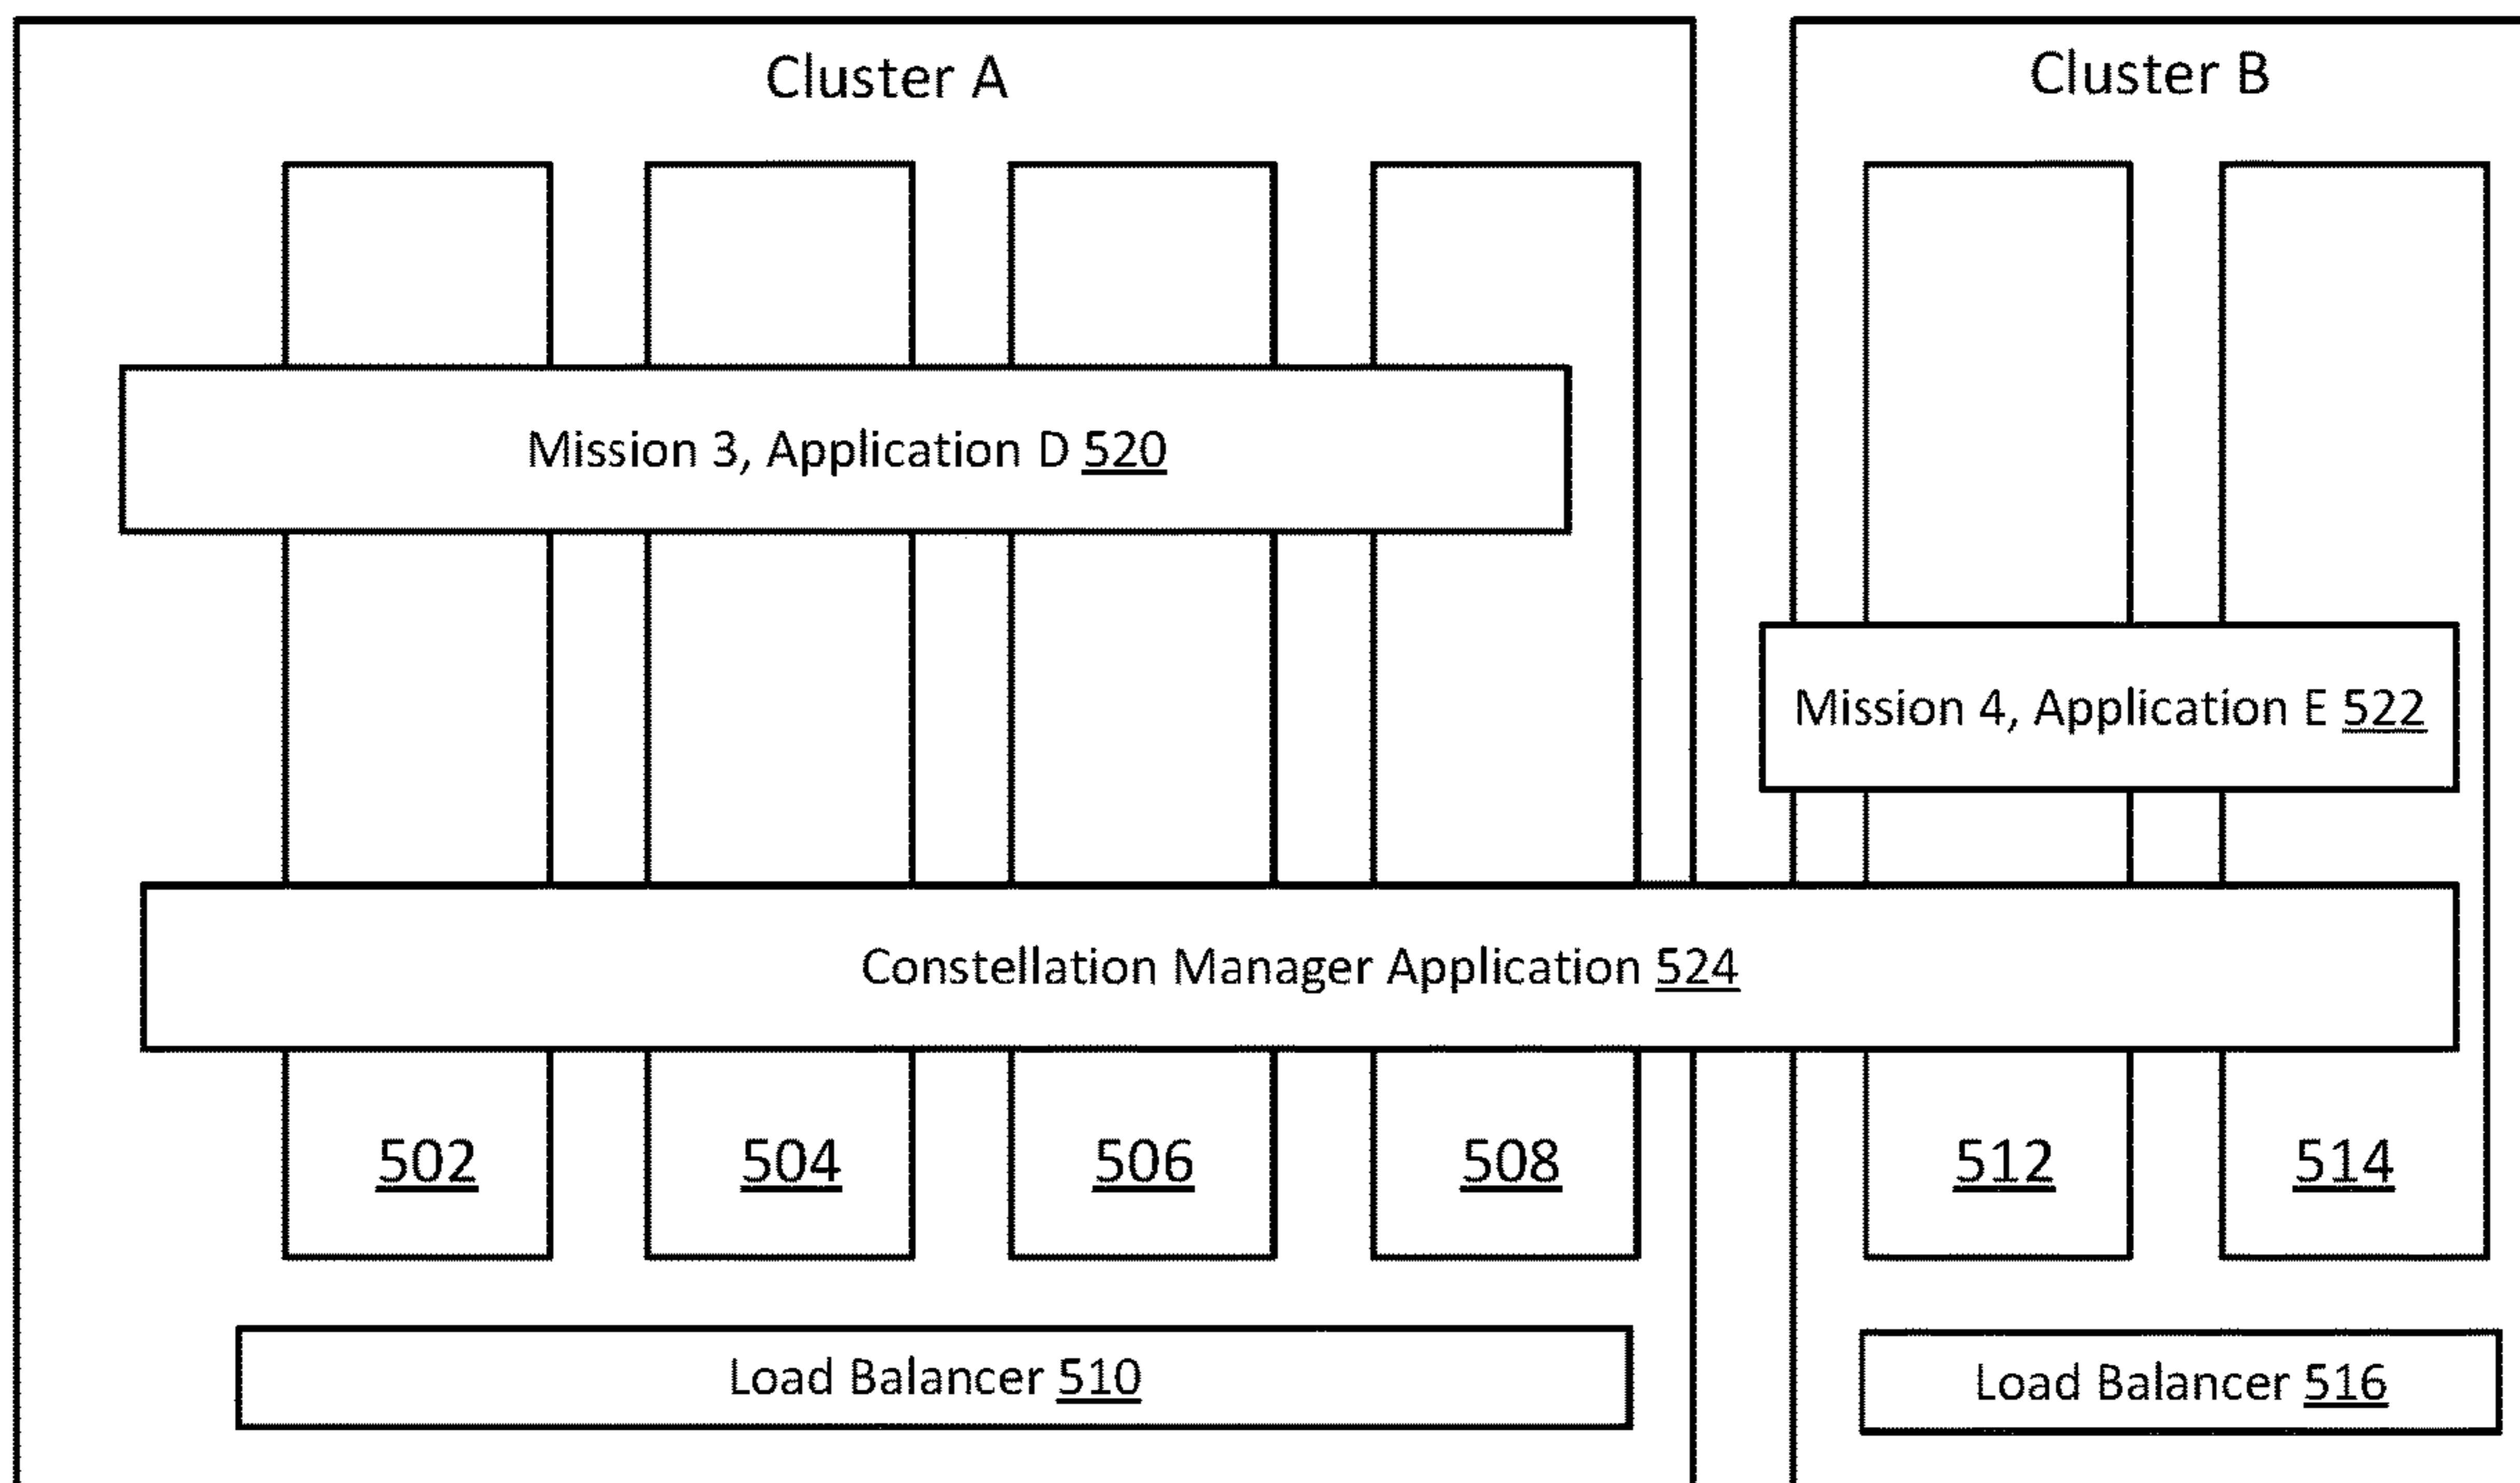 Cluster A
Cluster B
Mission 3, Application D 520
Mission 4, Application E 522
Constellation Manager Application 524
502
504
506
508
512
514
Load Balancer 510
Load Balancer 516